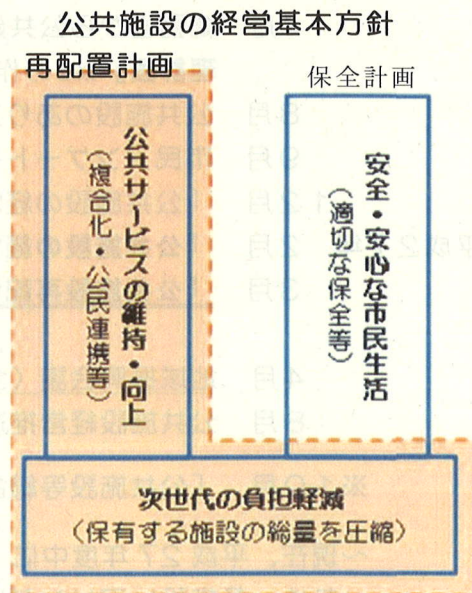 公共施設の経営基本方針
再配置計画
保全計画
公共サービスの維持・向上
（複合化・公民連携等）
安全・安心な市民生活
（適切な保全等）
次世代の負担軽減
（保有する施設の総量を圧縮）